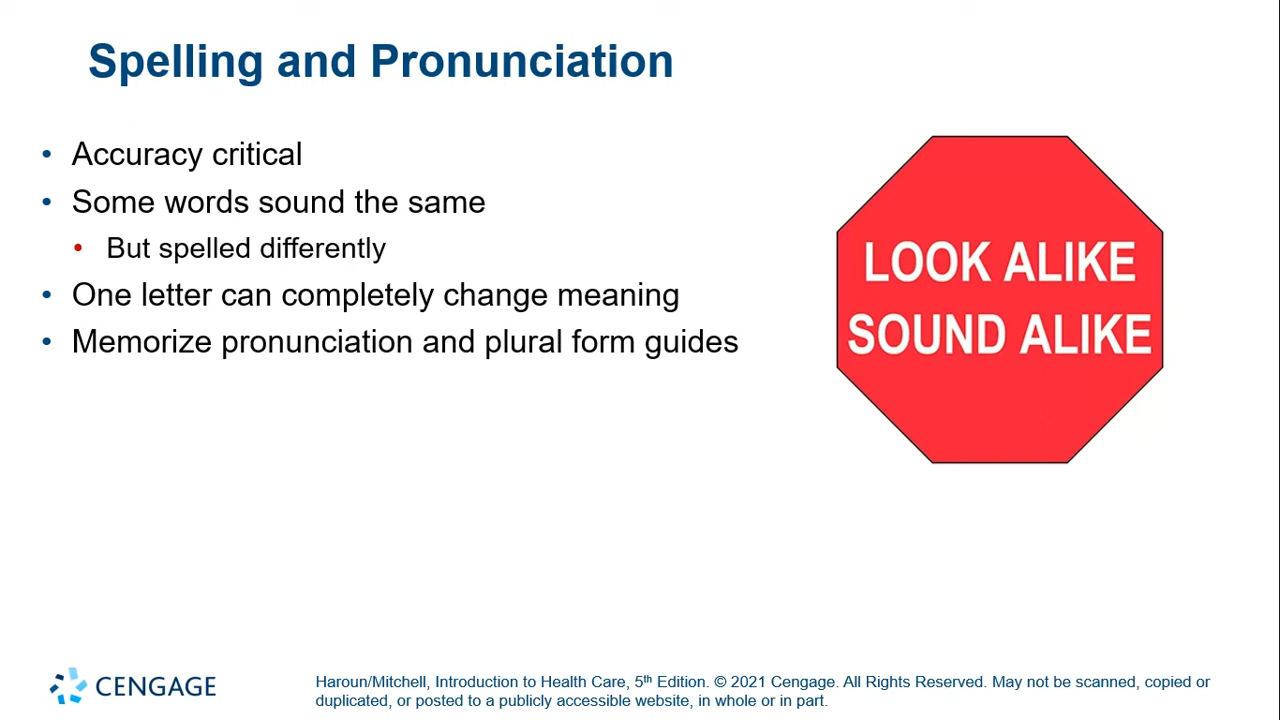 Spelling and Pronunciation
• Accuracy critical
• Some words sound the same
• But spelled differently
• One letter can completely change meaning
• Memorize pronunciation and plural form guides
LOOK ALIKE
SOUND ALIKE
CENGAGE
Haroun/Mitchell, Introduction to Health Care, 5th Edition. © 2021 Cengage. All Rights Reserved. May not be scanned, copied or
duplicated, or posted to a publicly accessible website, in whole or in part.